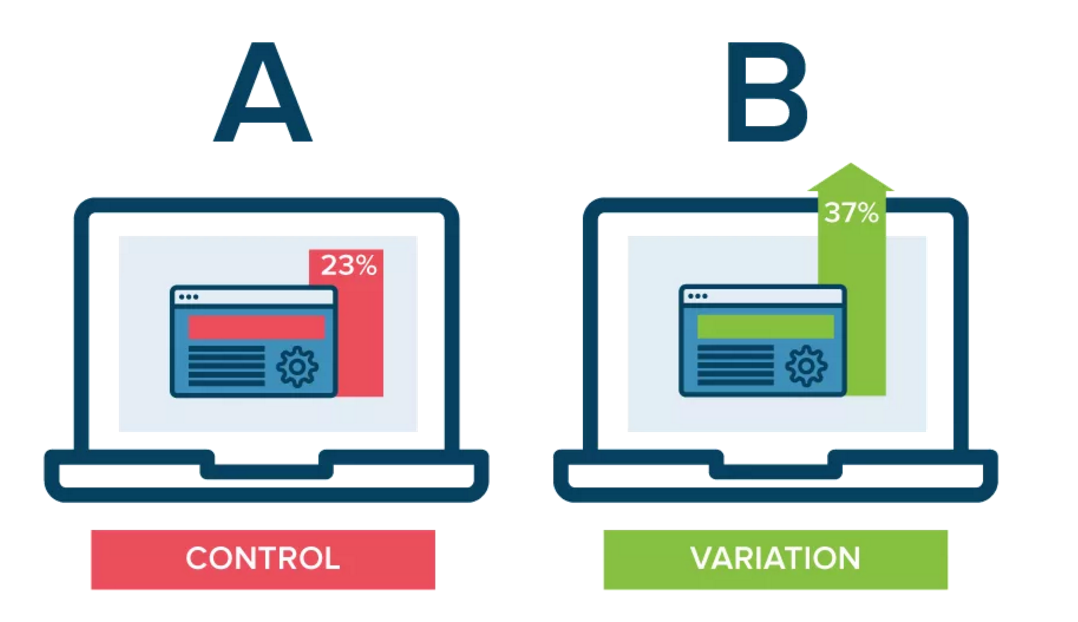 A
B
23%
37%
CONTROL
VARIATION